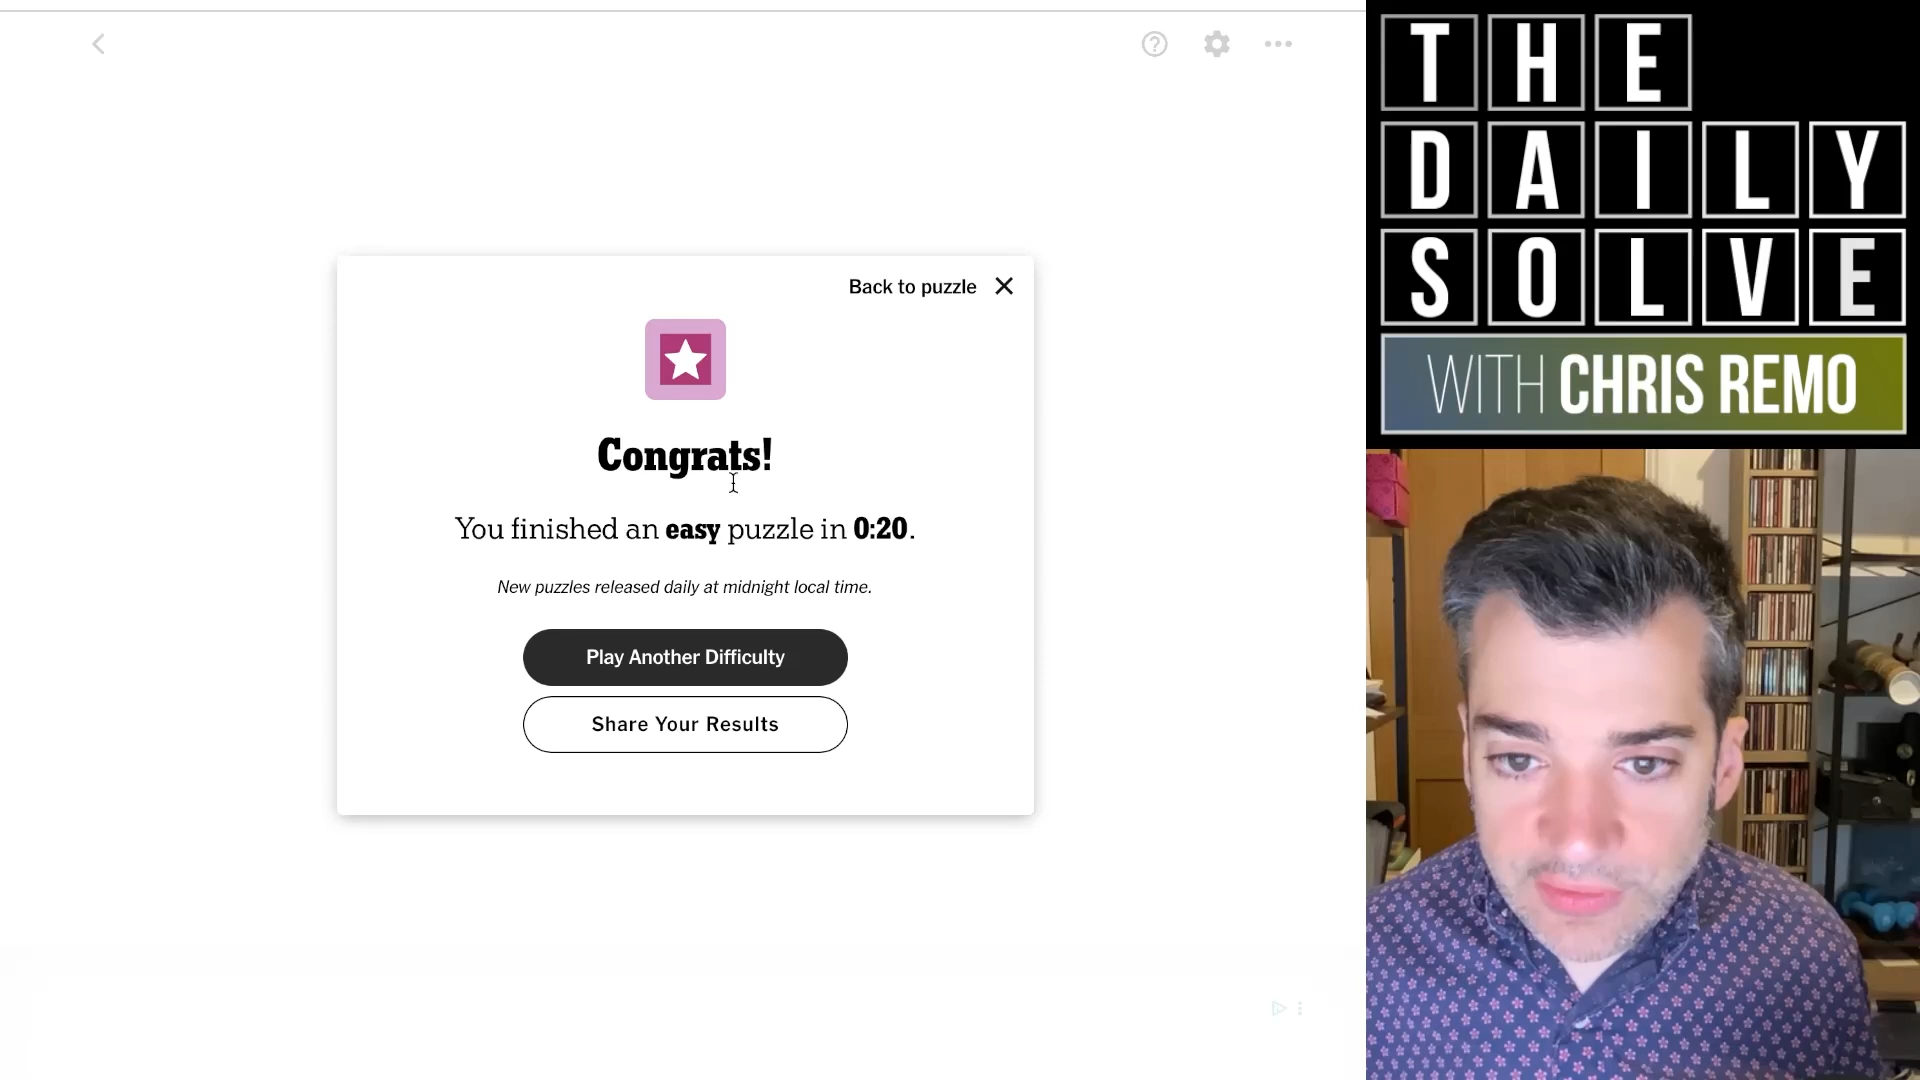 Back to puzzle
Congrats!
You finished an easy puzzle in 0:20.
New puzzles released daily at midnight local time.
Play Another Difficulty
Share Your Results
THE
DAILY
SOLVE
WITH CHRIS REMO